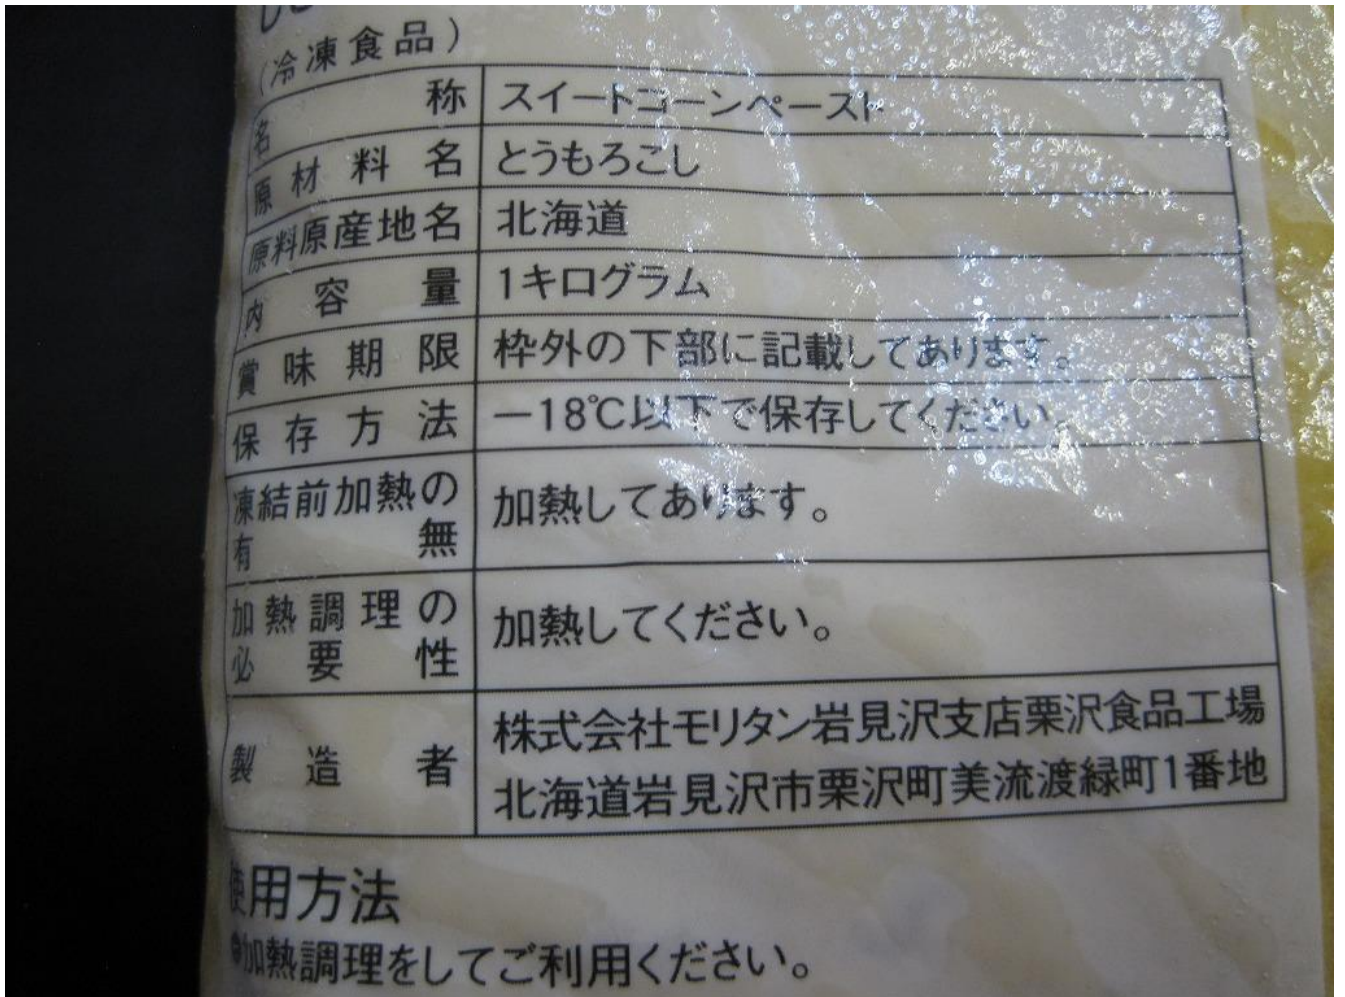 (冷凍食品)
名称 スイートコーンペースト
原材料名 とうもろこし
原料原産地名 北海道
内容量 1キログラム
賞味期限 枠外の下部に記載してあります。
保存方法 −18℃以下で保存してください。
凍結前加熱の有無 加熱してあります。
加熱調理の必要性 加熱してください。
製造者 株式会社モリタン岩見沢支店栗沢食品工場
北海道岩見沢市栗沢町美流渡緑町1番地
使用方法
●加熱調理をしてご利用ください。